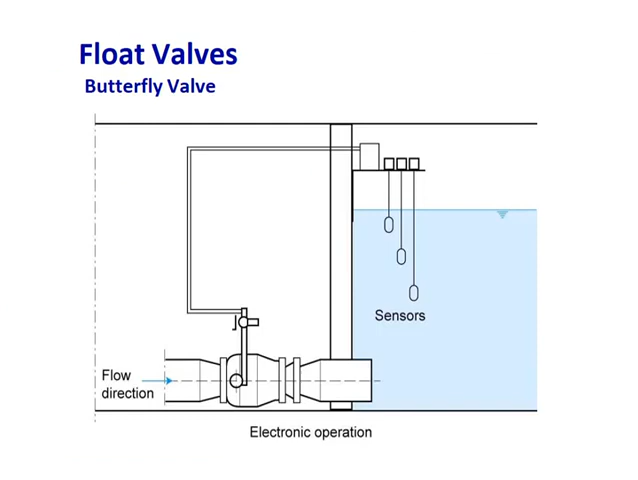 Float Valves
Butterfly Valve
Sensors
Flow
direction
Electronic operation